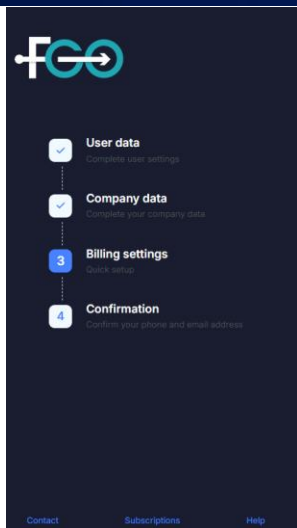 FGO
User data
Complete user settings
Company data
Complete your company data
3
Billing settings
Quick setup
4
Confirmation
Confirm your phone and email address
Contact Subscriptions Help